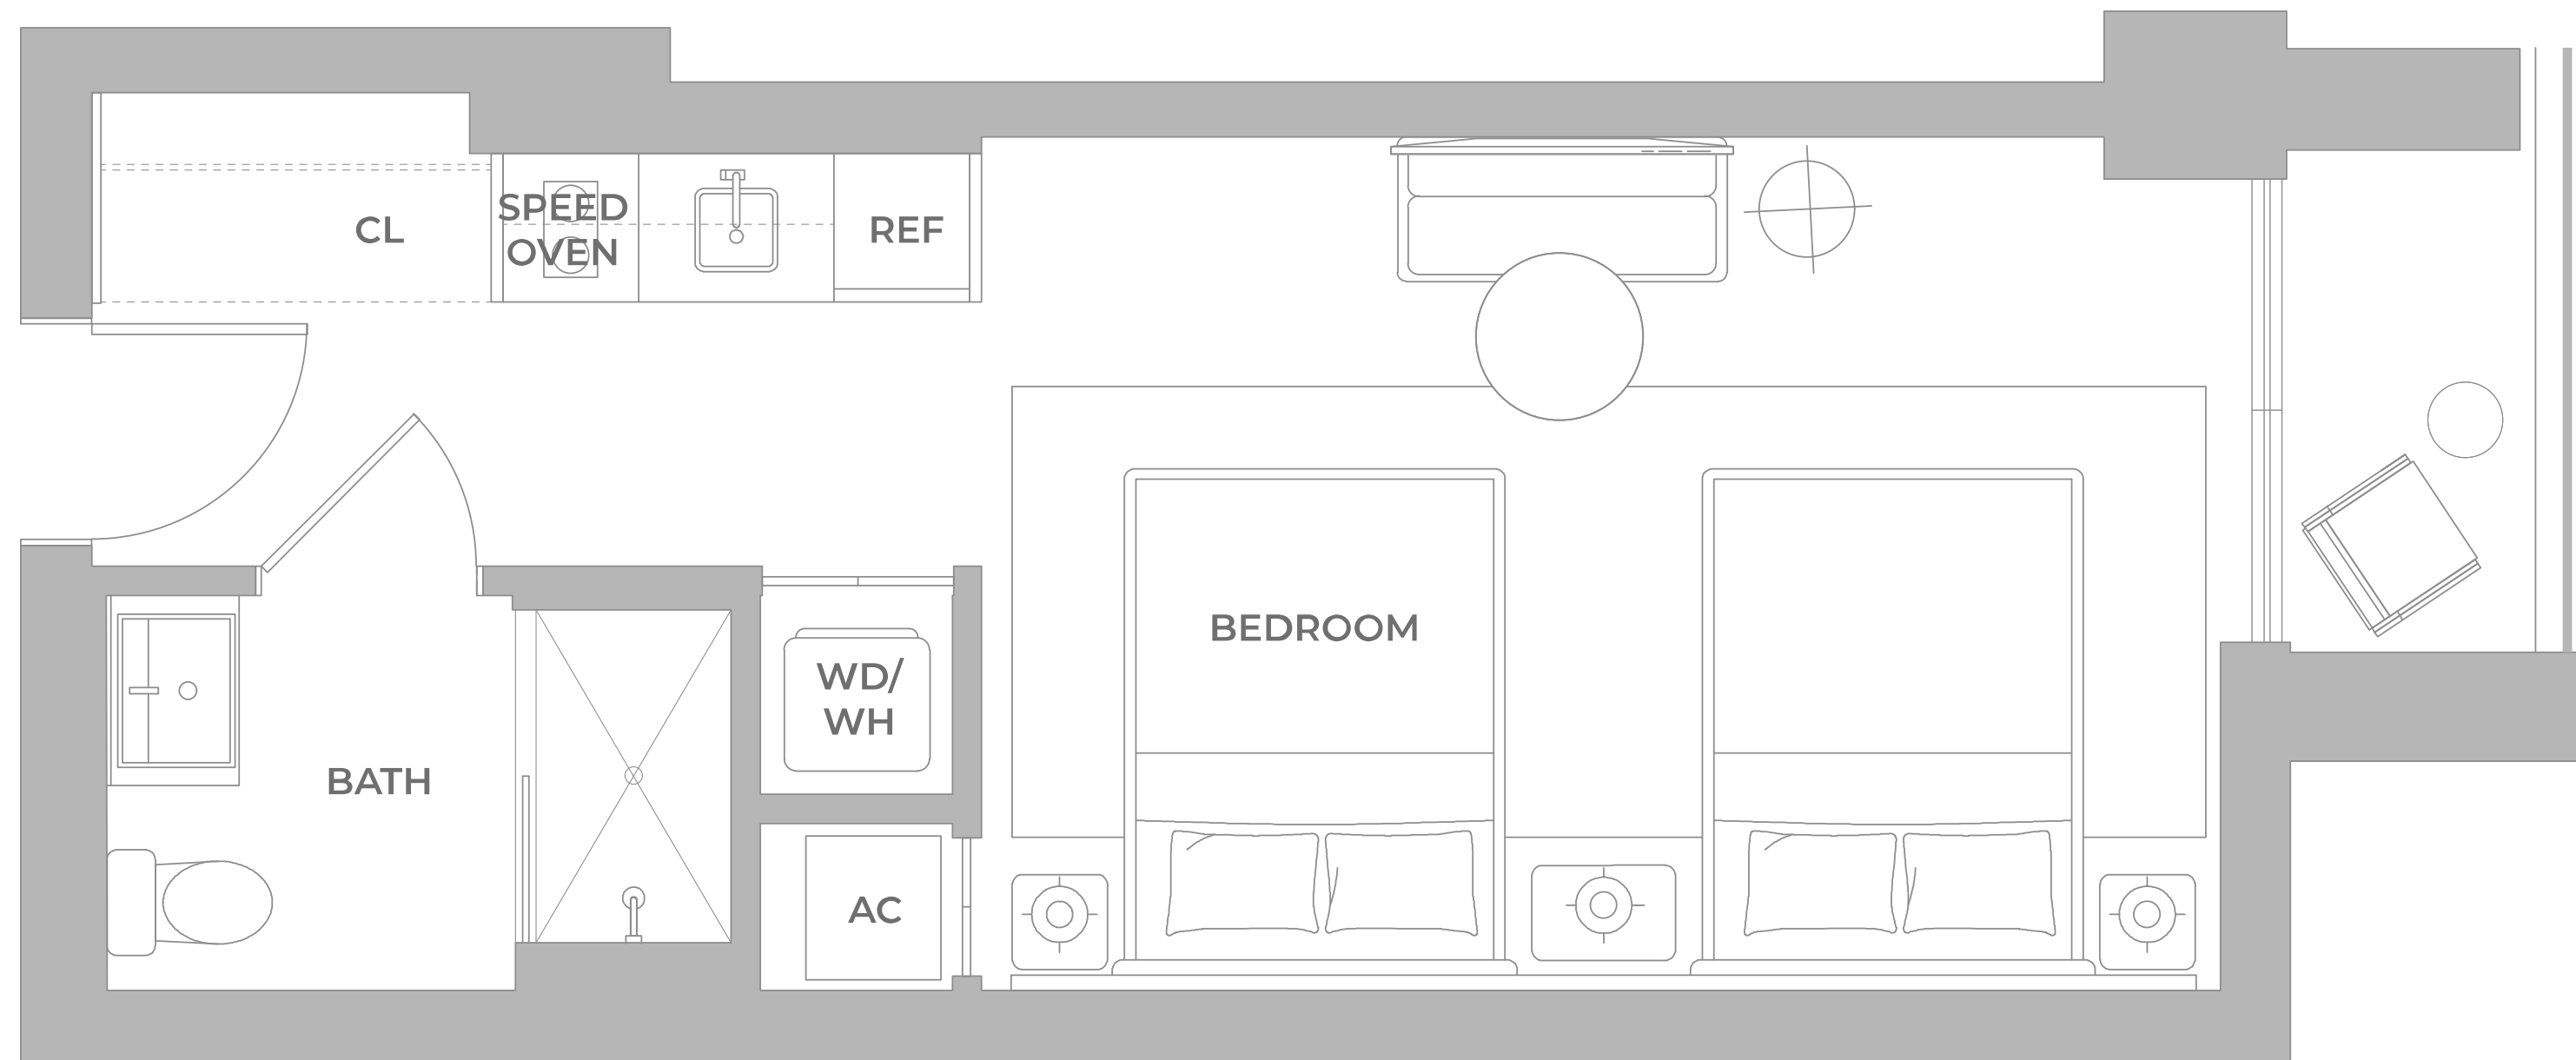 CL
SPEED
OVEN
REF
BEDROOM
WD/
WH
BATH
AC